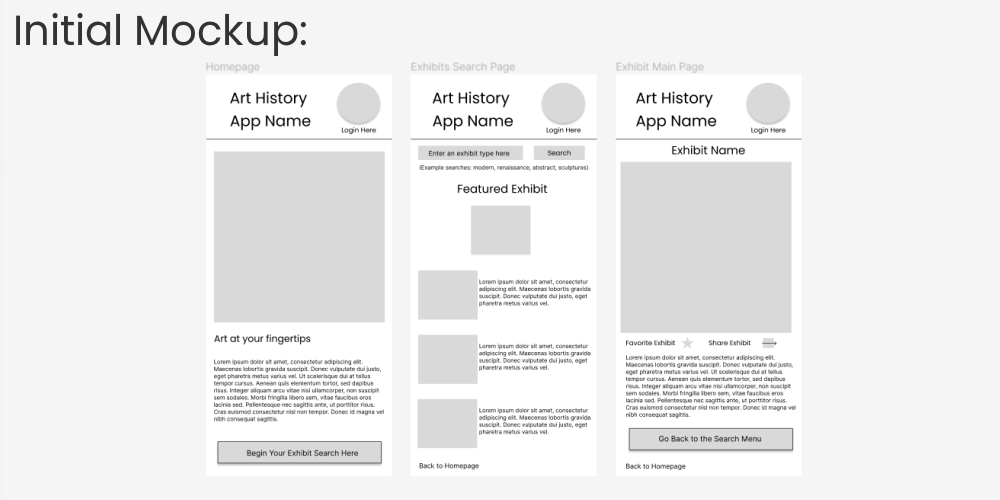 Initial Mockup:
Homepage
Art History
App Name
Login Here
Art at your fingertips
Lorem ipsum dolor sit amet, consectetur adipiscing elit.
Maecenas lobortis gravida suscipit. Donec vulputate dui justo,
eget pharetra metus varius vel. Ut scelerisque dui at tellus
tempor cursus. Aenean quis elementum tortor, sed dapibus
risus. Integer aliquam arcu vitae nisl ullamcorper, non suscipit
sem sodales. Morbi fringilla libero sem, vitae faucibus eros
lacinia sed. Pellentesque nec sagittis ante, ut porttitor risus.
Cras euismod consectetur nisl non tempor. Donec id magna vel
nibh consequat sagittis.
Begin Your Exhibit Search Here
Exhibits Search Page
Art History
App Name
Login Here
Enter an exhibit type here
Search
(Example searches: modern, renaissance, abstract, sculptures)
Featured Exhibit
Lorem ipsum dolor sit amet, consectetur
adipiscing elit. Maecenas lobortis gravida
suscipit. Donec vulputate dui justo, eget
pharetra metus varius vel.
Lorem ipsum dolor sit amet, consectetur
adipiscing elit. Maecenas lobortis gravida
suscipit. Donec vulputate dui justo, eget
pharetra metus varius vel.
Lorem ipsum dolor sit amet, consectetur
adipiscing elit. Maecenas lobortis gravida
suscipit. Donec vulputate dui justo, eget
pharetra metus varius vel.
Back to Homepage
Exhibit Main Page
Art History
App Name
Login Here
Exhibit Name
Favorite Exhibit
Share Exhibit
Lorem ipsum dolor sit amet, consectetur adipiscing elit.
Maecenas lobortis gravida suscipit. Donec vulputate dui justo,
eget pharetra metus varius vel. Ut scelerisque dui at tellus
tempor cursus. Aenean quis elementum tortor, sed dapibus
risus. Integer aliquam arcu vitae nisl ullamcorper, non suscipit
sem sodales. Morbi fringilla libero sem, vitae faucibus eros
lacinia sed. Pellentesque nec sagittis ante, ut porttitor risus.
Cras euismod consectetur nisl non tempor. Donec id magna vel
nibh consequat sagittis.
Go Back to the Search Menu
Back to Homepage